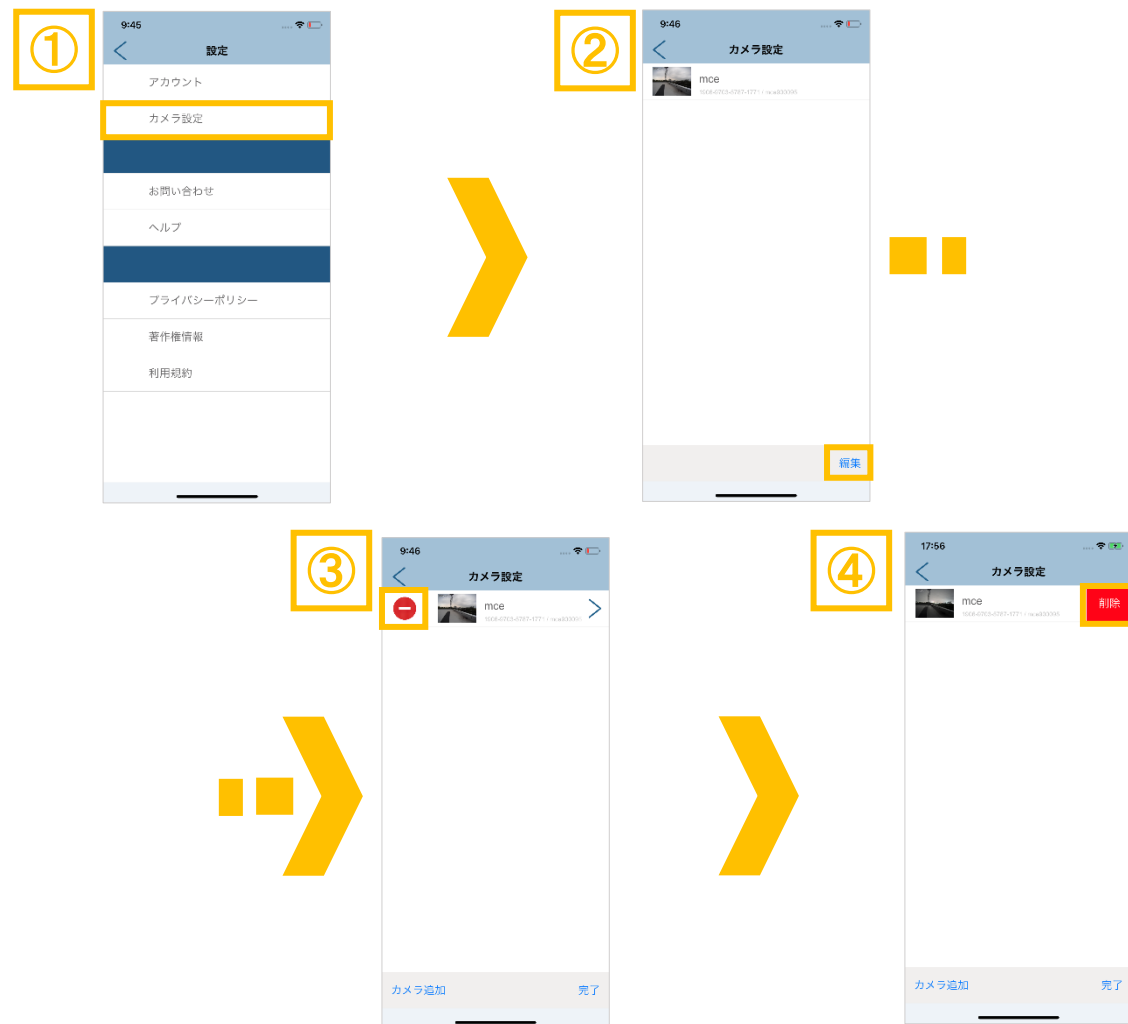 ①
9:45
設定
アカウント
カメラ設定
お問い合わせ
ヘルプ
プライバシーポリシー
著作権情報
利用規約
②
9:46
カメラ設定
mce
編集
③
9:46
カメラ設定
mce
カメラ追加
完了
④
17:56
カメラ設定
mce
削除
カメラ追加
完了